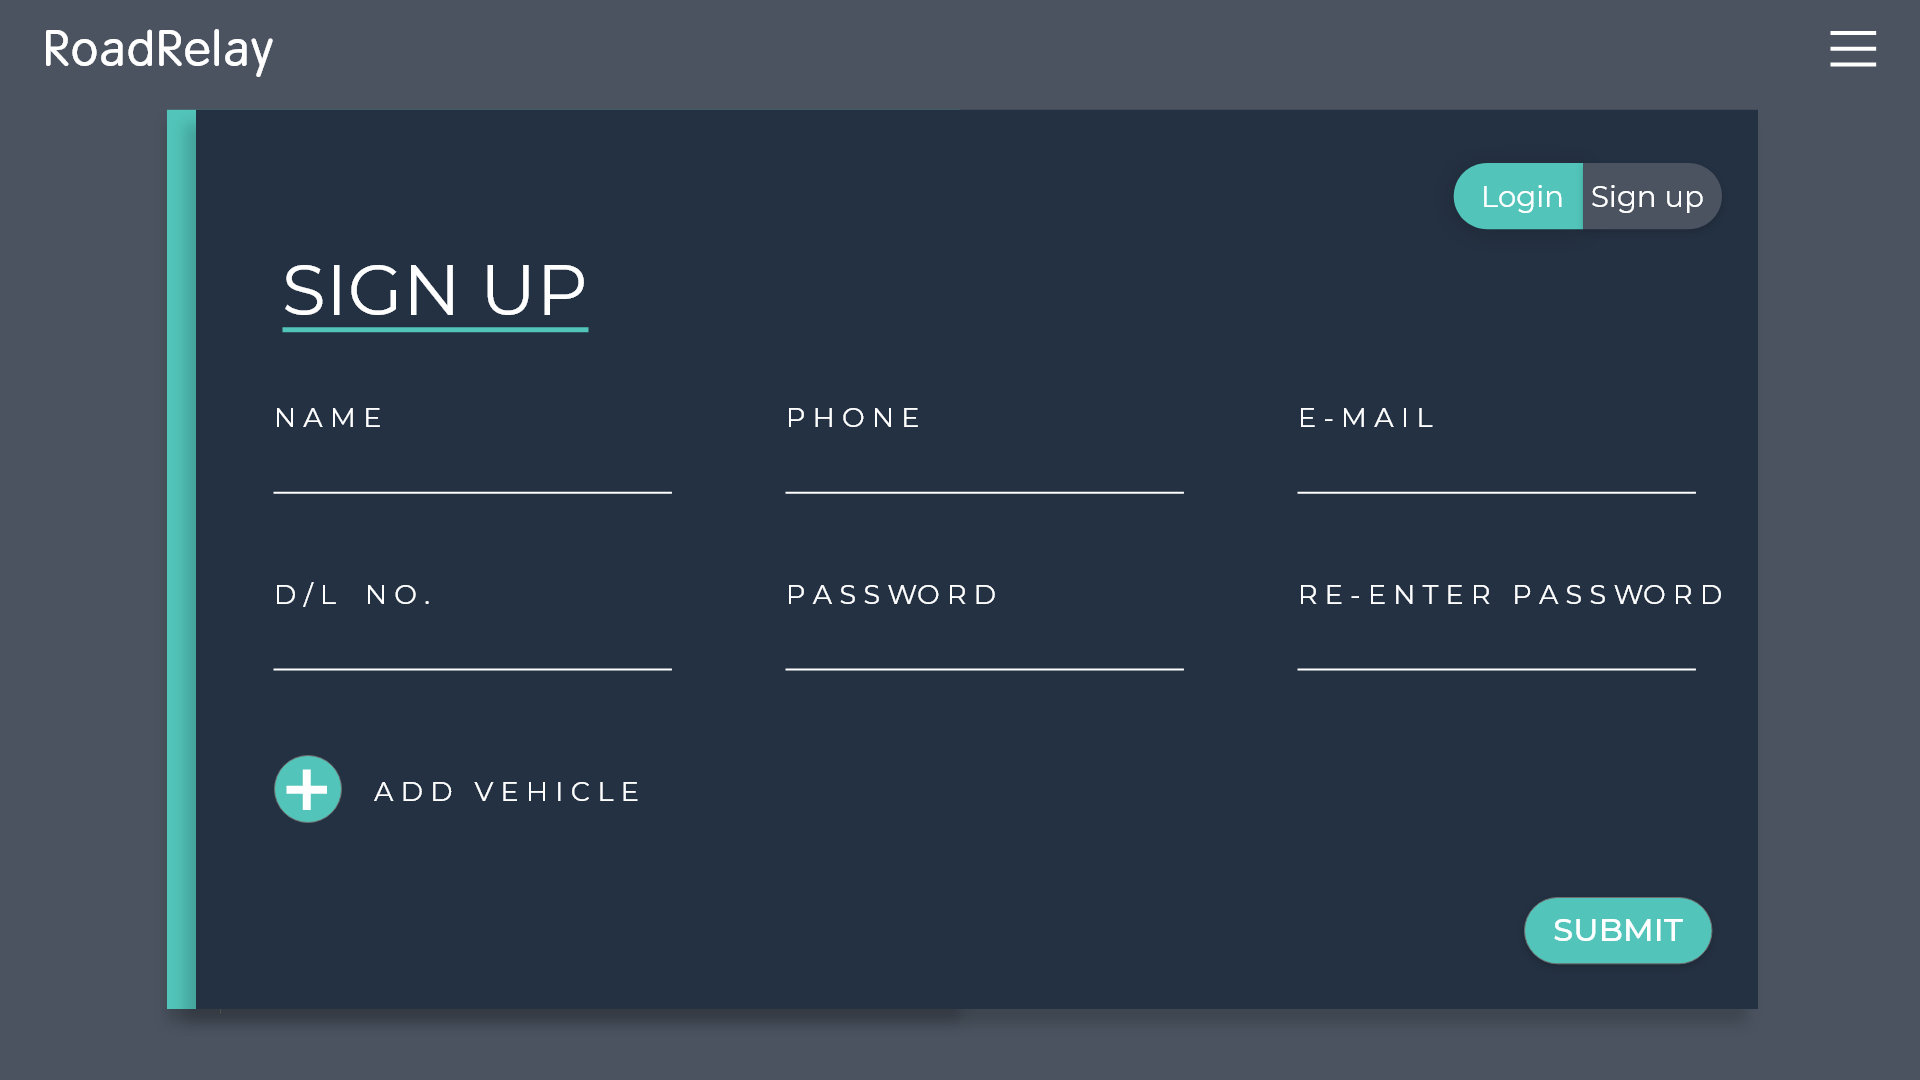 RoadRelay
Login Sign up
SIGN UP
NAME PHONE E-MAIL
D/L NO. PASSWORD RE-ENTER PASSWORD
ADD VEHICLE
SUBMIT